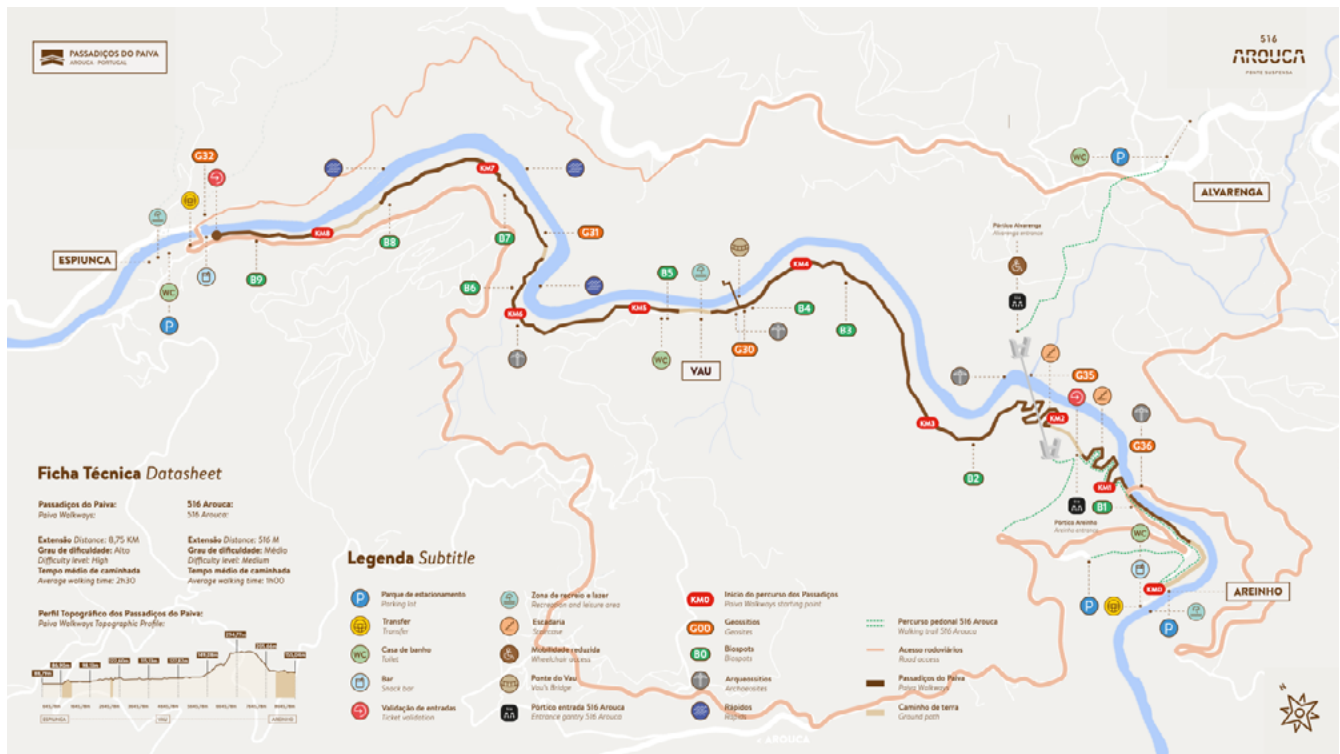 PASSADIÇOS DO PAIVA
AROUCA · PORTUGAL
516
AROUCA
PONTE SUSPENSA
G32
WC
P
ALVARENGA
KM7
KM8
B8
B7
G31
ESPIUNCA
B9
WC
P
B6
KM6
KM5
B5
WC
VAU
KM4
B4
G30
B3
Pórtico Alvarenga
Alvarenga entrance
G35
KM3
KM2
B2
G36
KM1
B1
Pórtico Areinho
Areinho entrance
WC
KM0
P
P
AREINHO
Ficha Técnica Datasheet
Passadiços do Paiva:
Paiva Walkways:
Extensão Distance: 8,75 KM
Grau de dificuldade: Alto
Difficulty level: High
Tempo médio de caminhada
Average walking time: 2h30
516 Arouca:
516 Arouca:
Extensão Distance: 516 M
Grau de dificuldade: Médio
Difficulty level: Medium
Tempo médio de caminhada
Average walking time: 1h00
Perfil Topográfico dos Passadiços do Paiva:
Paiva Walkways Topographic Profile:
ESPIUNCA
VAU
AREINHO
Legenda Subtitle
P
Parque de estacionamento
Parking lot
Transfer
Transfer
WC
Casa de banho
Bar
Snack bar
Validação de entradas
Ticket validation
Zona de recreio e lazer
Recreation and leisure area
Escadaria
Staircase
Mobilidade reduzida
Wheelchair access
Ponte do Vau
Vau's Bridge
Pórtico entrada 516 Arouca
Entrance gantry 516 Arouca
KM0
Início do percurso dos Passadiços
Paiva Walkways starting point
G00
Geossítios
Geosites
B0
Biospots
Biospots
Arqueossítios
Archaeosites
Rápidos
Rapids
Percurso pedonal 516 Arouca
Walking trail 516 Arouca
Acesso rodoviários
Road access
Passadiços do Paiva
Paiva Walkways
Caminho de terra
Ground path
AROUCA
N